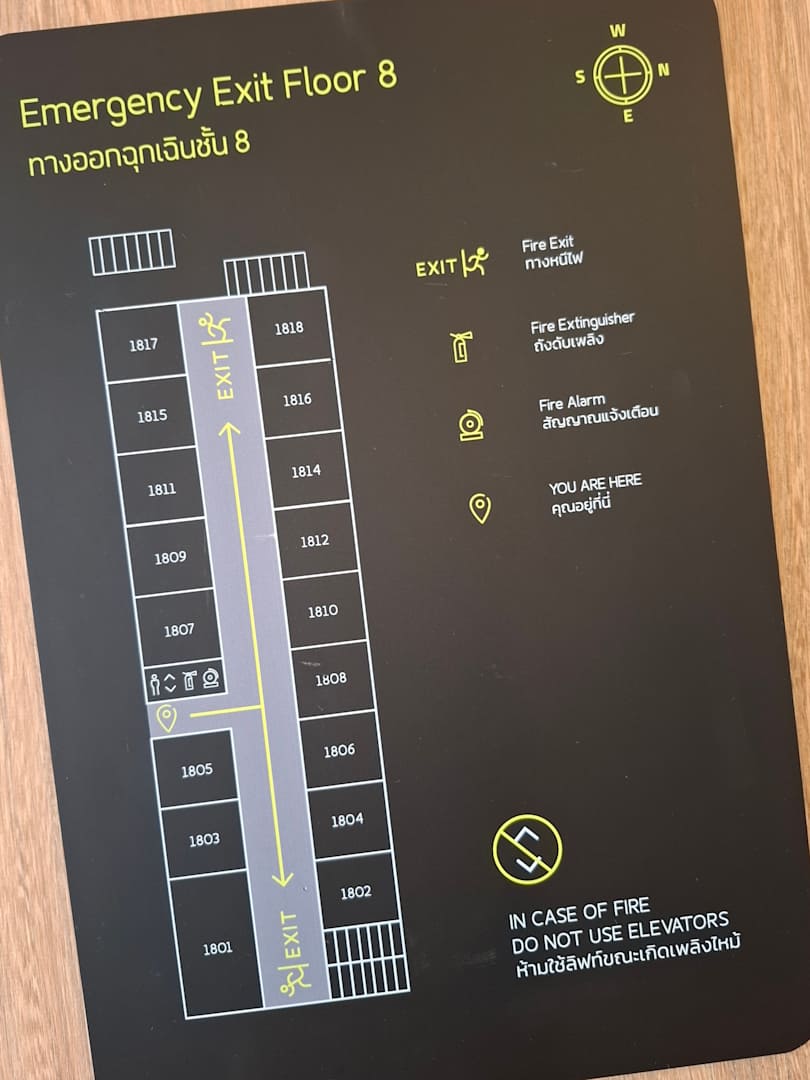 Emergency Exit Floor 8
ทางออกฉุกเฉินชั้น 8
W
S
N
E
EXIT
Fire Exit
ทางหนีไฟ
Fire Extinguisher
ถังดับเพลิง
Fire Alarm
สัญญาณแจ้งเตือน
YOU ARE HERE
คุณอยู่ที่นี่
1817
EXIT
1818
1815
1816
1811
1814
1809
1812
1807
1810
1808
1805
1806
1803
1804
1801
EXIT
1802
IN CASE OF FIRE
DO NOT USE ELEVATORS
ห้ามใช้ลิฟท์ขณะเกิดเพลิงไหม้